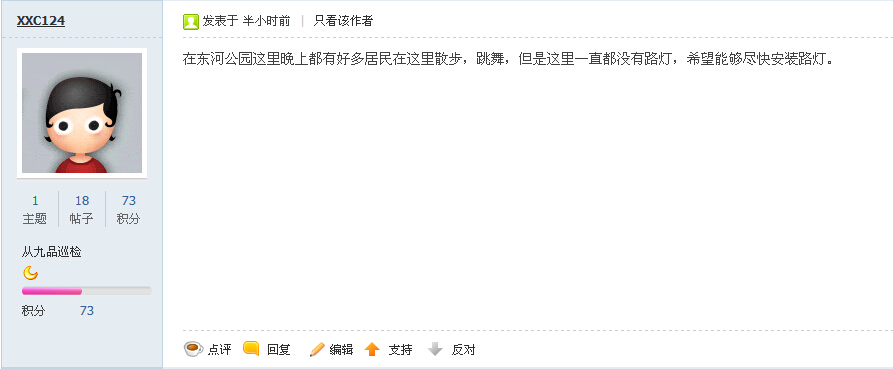 XXC124
发表于 半小时前 | 只看该作者
在东河公园这里晚上都有好多居民在这里散步，跳舞，但是这里一直都没有路灯，希望能够尽快安装路灯。
1 18 73
主题 帖子 积分
从九品巡检
积分 73
点评 回复 编辑 支持 反对